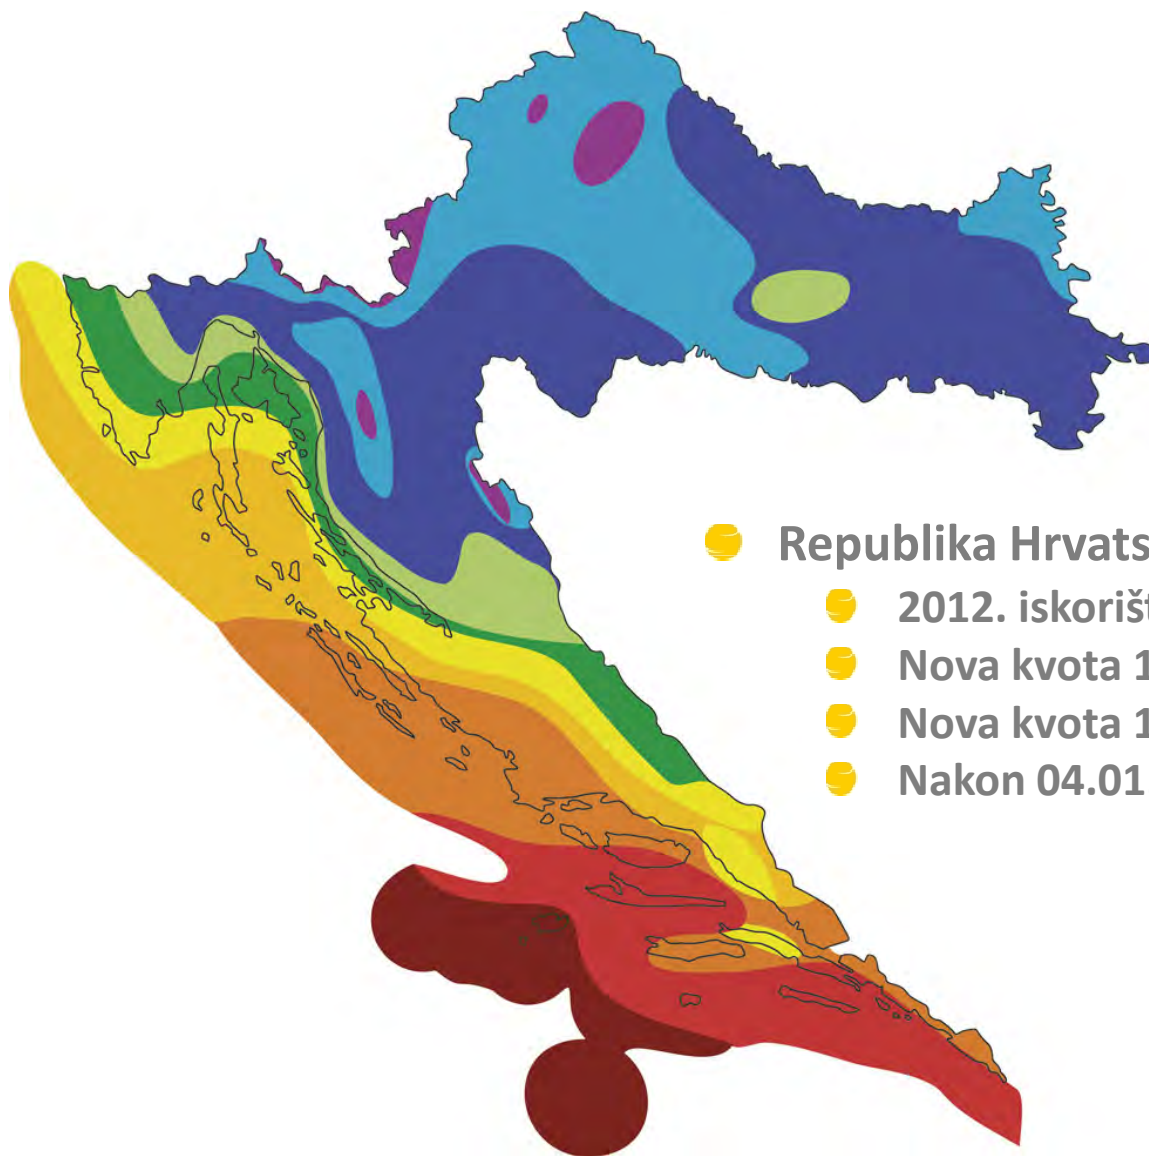 Republika Hrvats
2012. iskorišt
Nova kvota 1
Nova kvota 1
Nakon 04.01